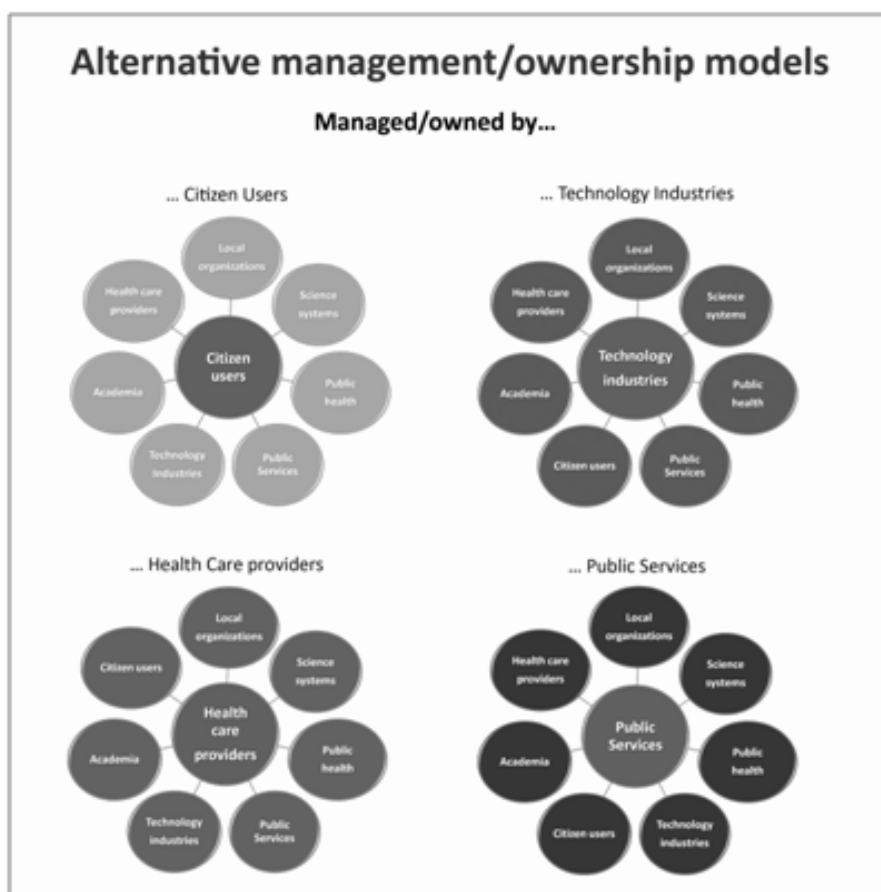 Alternative management/ownership models
Managed/owned by...
... Citizen Users
Local
organizations
Science
systems
Public
health
Public
Services
Technology
Industries
Academia
Health care
providers
Citizen
users
... Technology Industries
Local
organizations
Science
systems
Public
health
Public
Services
Citizen users
Academia
Health care
providers
Technology
industries
... Health Care providers
Local
organizations
Science
systems
Public
health
Public
Services
Technology
industries
Academia
Citizen users
Health
care
providers
... Public Services
Local
organizations
Science
systems
Public
health
Technology
industries
Citizen users
Academia
Health care
providers
Public
Services